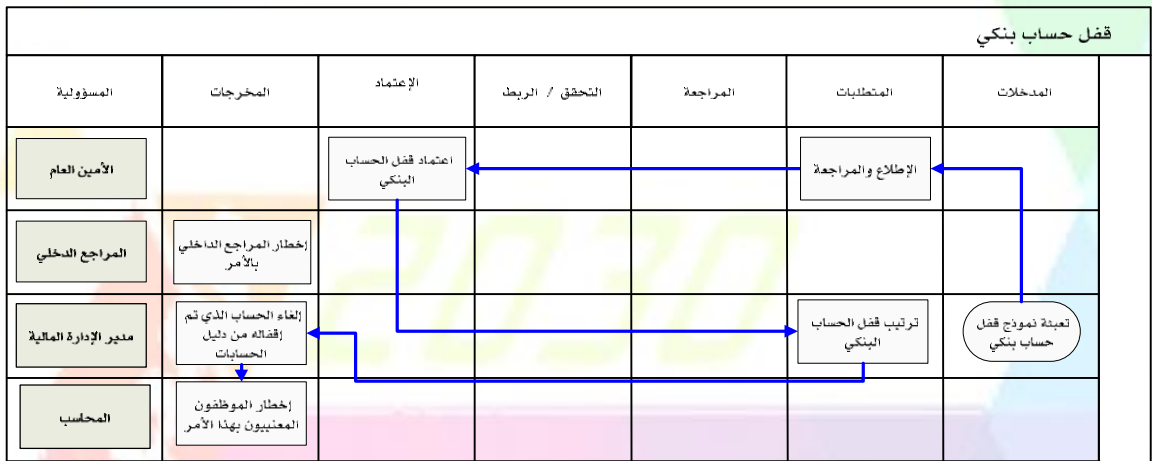 قفل حساب بنكي
المدخلات
المتطلبات
المراجعة
التحقق / الربط
الإعتماد
المخرجات
المسؤولية
الإطلاع والمراجعة
اعتماد قفل الحساب
البنكي
الأمين العام
إخطار المراجع الداخلي
بالأمر
المراجع الدخلي
تعبئة نموذج قفل
حساب بنكي
ترتيب قفل الحساب
البنكي
إلغاء الحساب الذي تم
إقفاله من دليل
الحسابات
مدير الإدارة المالية
إخطار الموظفون
المعنييون بهذا الأمر
المحاسب
2030